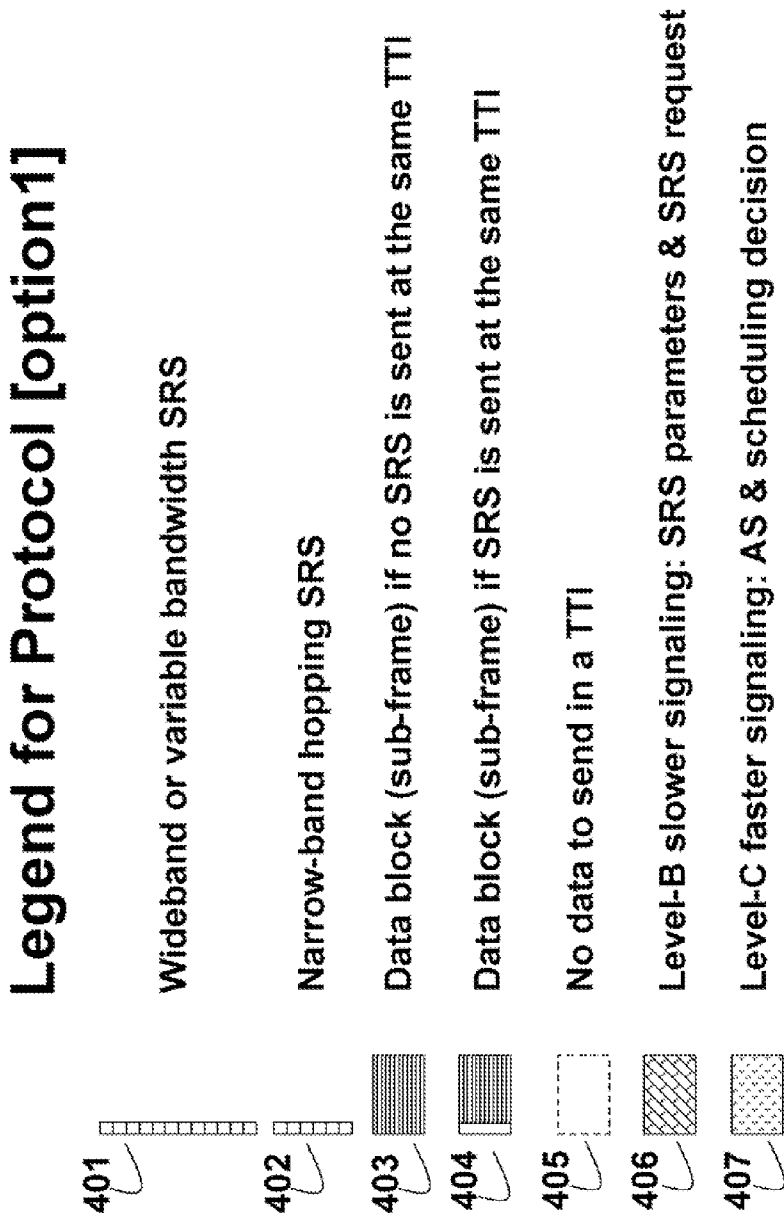 Legend for Protocol [option1]
401 Wideband or variable bandwidth SRS
402 Narrow-band hopping SRS
403 Data block (sub-frame) if no SRS is sent at the same TTI
404 Data block (sub-frame) if SRS is sent at the same TTI
405 No data to send in a TTI
406 Level-B slower signaling: SRS parameters & SRS request
407 Level-C faster signaling: AS & scheduling decision